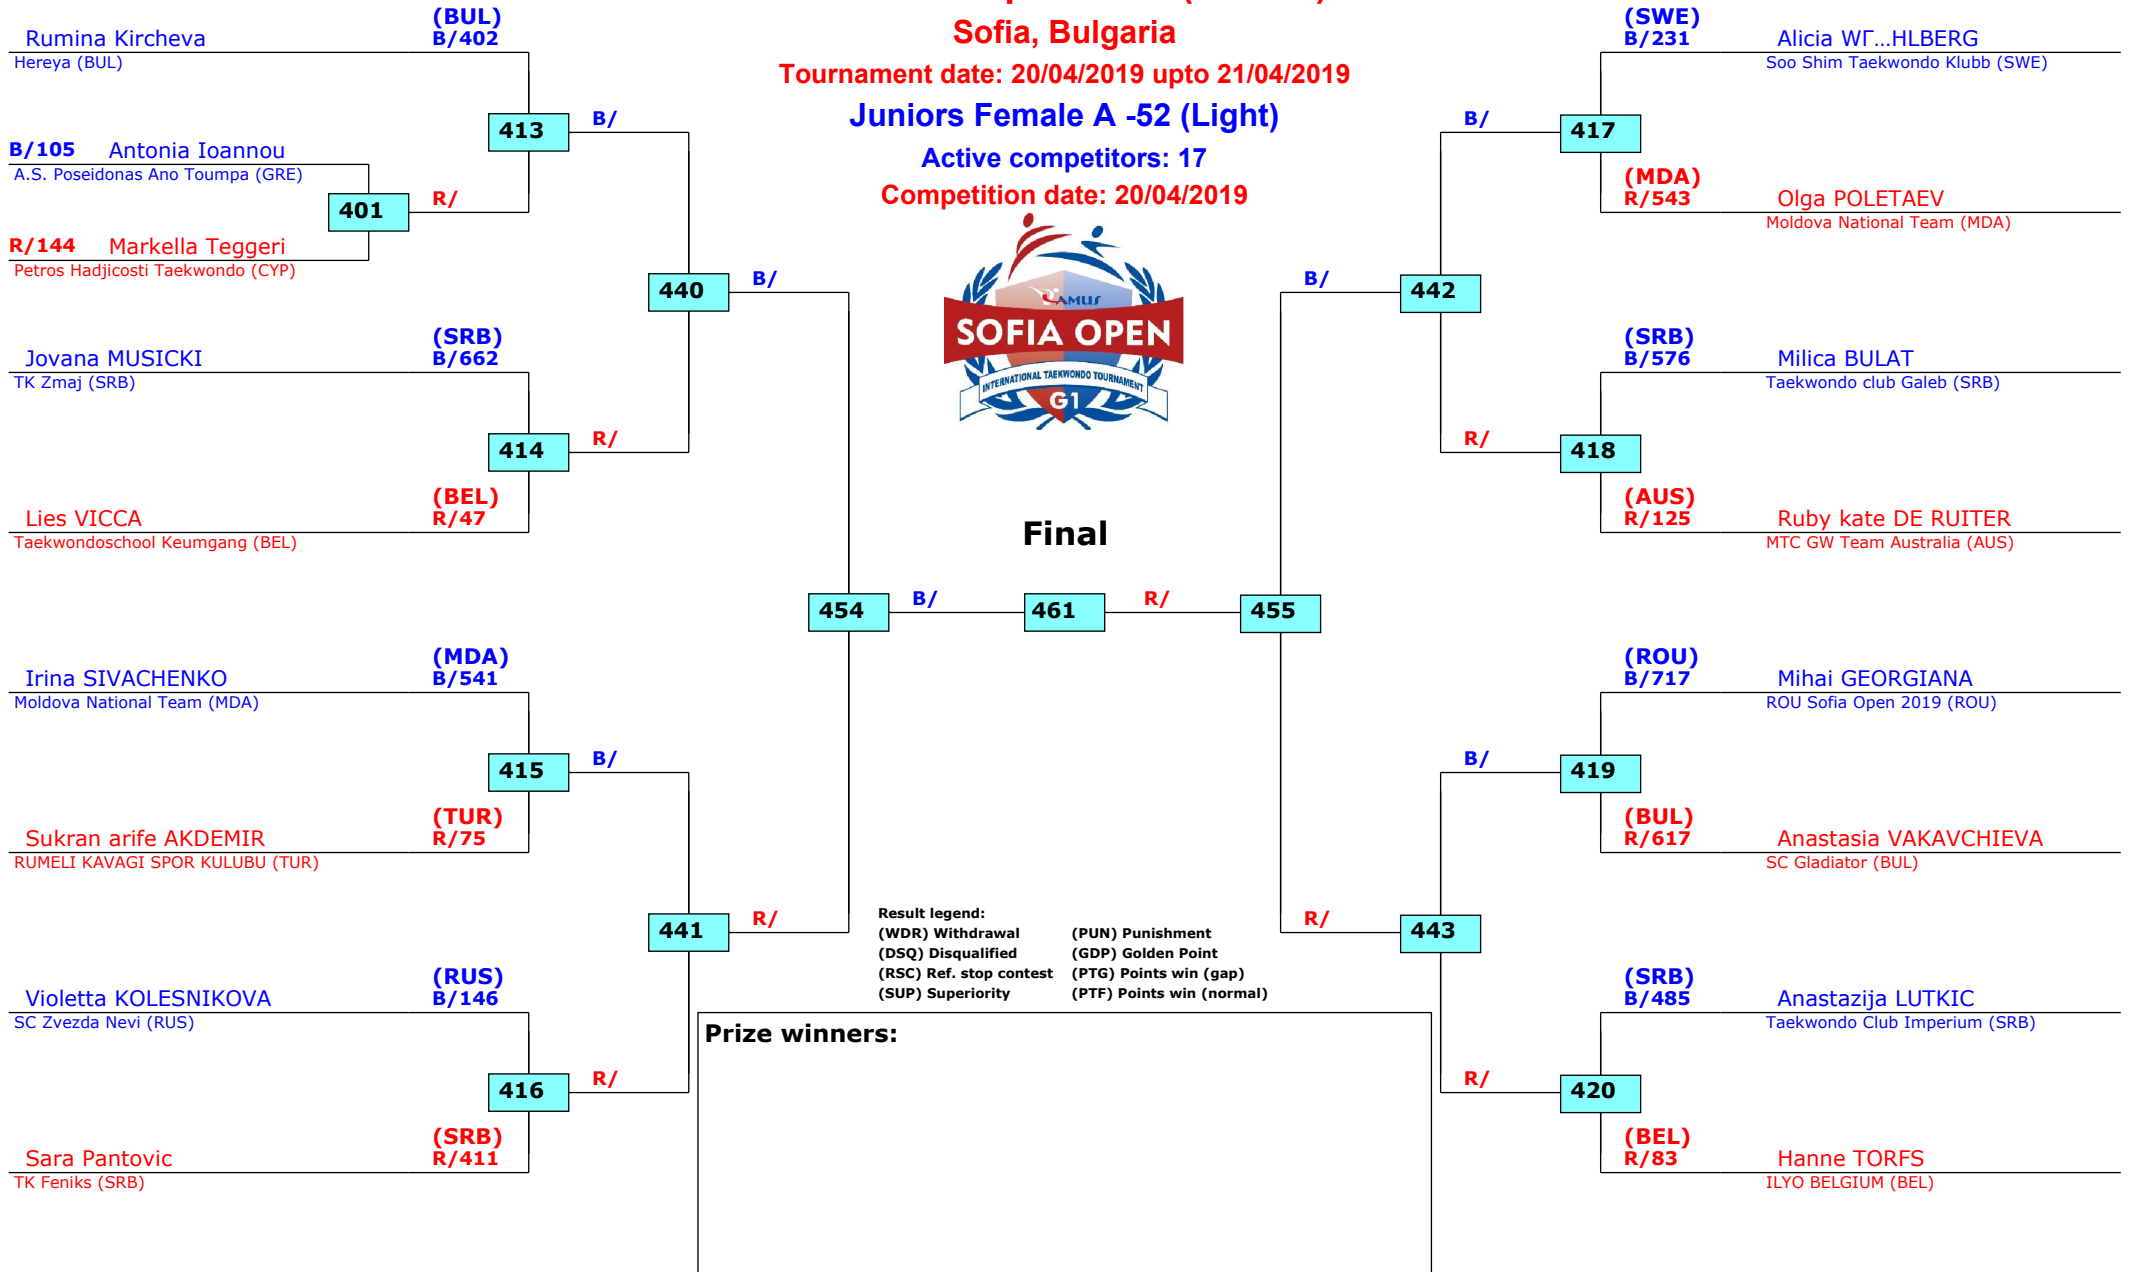 Sofia, Bulgaria
Tournament date: 20/04/2019 upto 21/04/2019
Juniors Female A -52 (Light)
Active competitors: 17
Competition date: 20/04/2019
AMUS
SOFIA OPEN
INTERNATIONAL TAEKWONDO TOURNAMENT
G1
(BUL)
Rumina Kircheva B/402
Hereya (BUL)
413
B/
B/105 Antonia Ioannou
A.S. Poseidonas Ano Toumpa (GRE)
401
R/
R/144 Markella Teggeri
Petros Hadjicosti Taekwondo (CYP)
440
B/
(SRB)
Jovana MUSICKI B/662
TK Zmaj (SRB)
414
R/
(BEL)
Lies VICCA R/47
Taekwondoschool Keumgang (BEL)
Final
454
B/
461
R/
455
(MDA)
Irina SIVACHENKO B/541
Moldova National Team (MDA)
415
B/
(TUR)
Sukran arife AKDEMIR R/75
RUMELI KAVAGI SPOR KULUBU (TUR)
441
R/
(RUS)
Violetta KOLESNIKOVA B/146
SC Zvezda Nevi (RUS)
416
R/
(SRB)
Sara Pantovic R/411
TK Feniks (SRB)
(SWE)
B/231 Alicia WГ...HLBERG
Soo Shim Taekwondo Klubb (SWE)
B/
417
(MDA)
R/543 Olga POLETAEV
Moldova National Team (MDA)
B/
442
(SRB)
B/576 Milica BULAT
Taekwondo club Galeb (SRB)
R/
418
(AUS)
R/125 Ruby kate DE RUITER
MTC GW Team Australia (AUS)
(ROU)
B/717 Mihai GEORGIANA
ROU Sofia Open 2019 (ROU)
B/
419
(BUL)
R/617 Anastasia VAKAVCHIEVA
SC Gladiator (BUL)
R/
443
(SRB)
B/485 Anastazija LUTKIC
Taekwondo Club Imperium (SRB)
R/
420
(BEL)
R/83 Hanne TORFS
ILYO BELGIUM (BEL)
Result legend:
(WDR) Withdrawal (PUN) Punishment
(DSQ) Disqualified (GDP) Golden Point
(RSC) Ref. stop contest (PTG) Points win (gap)
(SUP) Superiority (PTF) Points win (normal)
Prize winners: